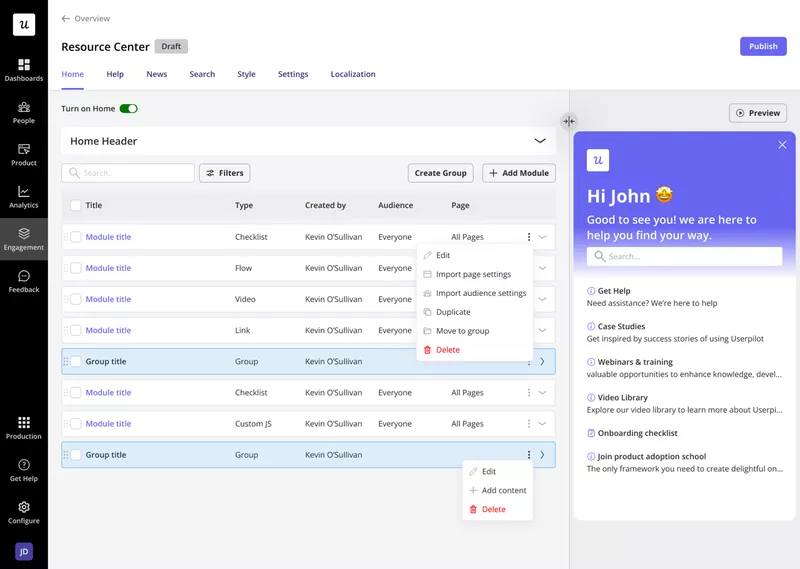 u
Dashboards
People
Product
Analytics
Engagement
Feedback
Production
Get Help
Configure
JD
Overview
Resource Center Draft
Publish
Home Help News Search Style Settings Localization
Turn on Home
Home Header
Search... Filters Create Group Add Module
Title Type Created by Audience Page
Module title Checklist Kevin O'Sullivan Everyone All Pages
Module title Flow Kevin O'Sullivan Everyone
Module title Video Kevin O'Sullivan Everyone
Module title Link Kevin O'Sullivan Everyone
Group title Group Kevin O'Sullivan
Module title Checklist Kevin O'Sullivan Everyone All Pages
Module title Custom JS Kevin O'Sullivan Everyone All Pages
Group title Group Kevin O'Sullivan
Edit
Import page settings
Import audience settings
Duplicate
Move to group
Delete
Edit
Add content
Delete
Preview
u
Hi John 🤩
Good to see you! we are here to
help you find your way.
Search...
Get Help
Need assistance? We're here to help
Case Studies
Get inspired by success stories of using Userpilot
Webinars & training
valuable opportunities to enhance knowledge, devel...
Video Library
Explore our video library to learn more about Userpi...
Onboarding checklist
Join product adoption school
The only framework you need to create delightful on...